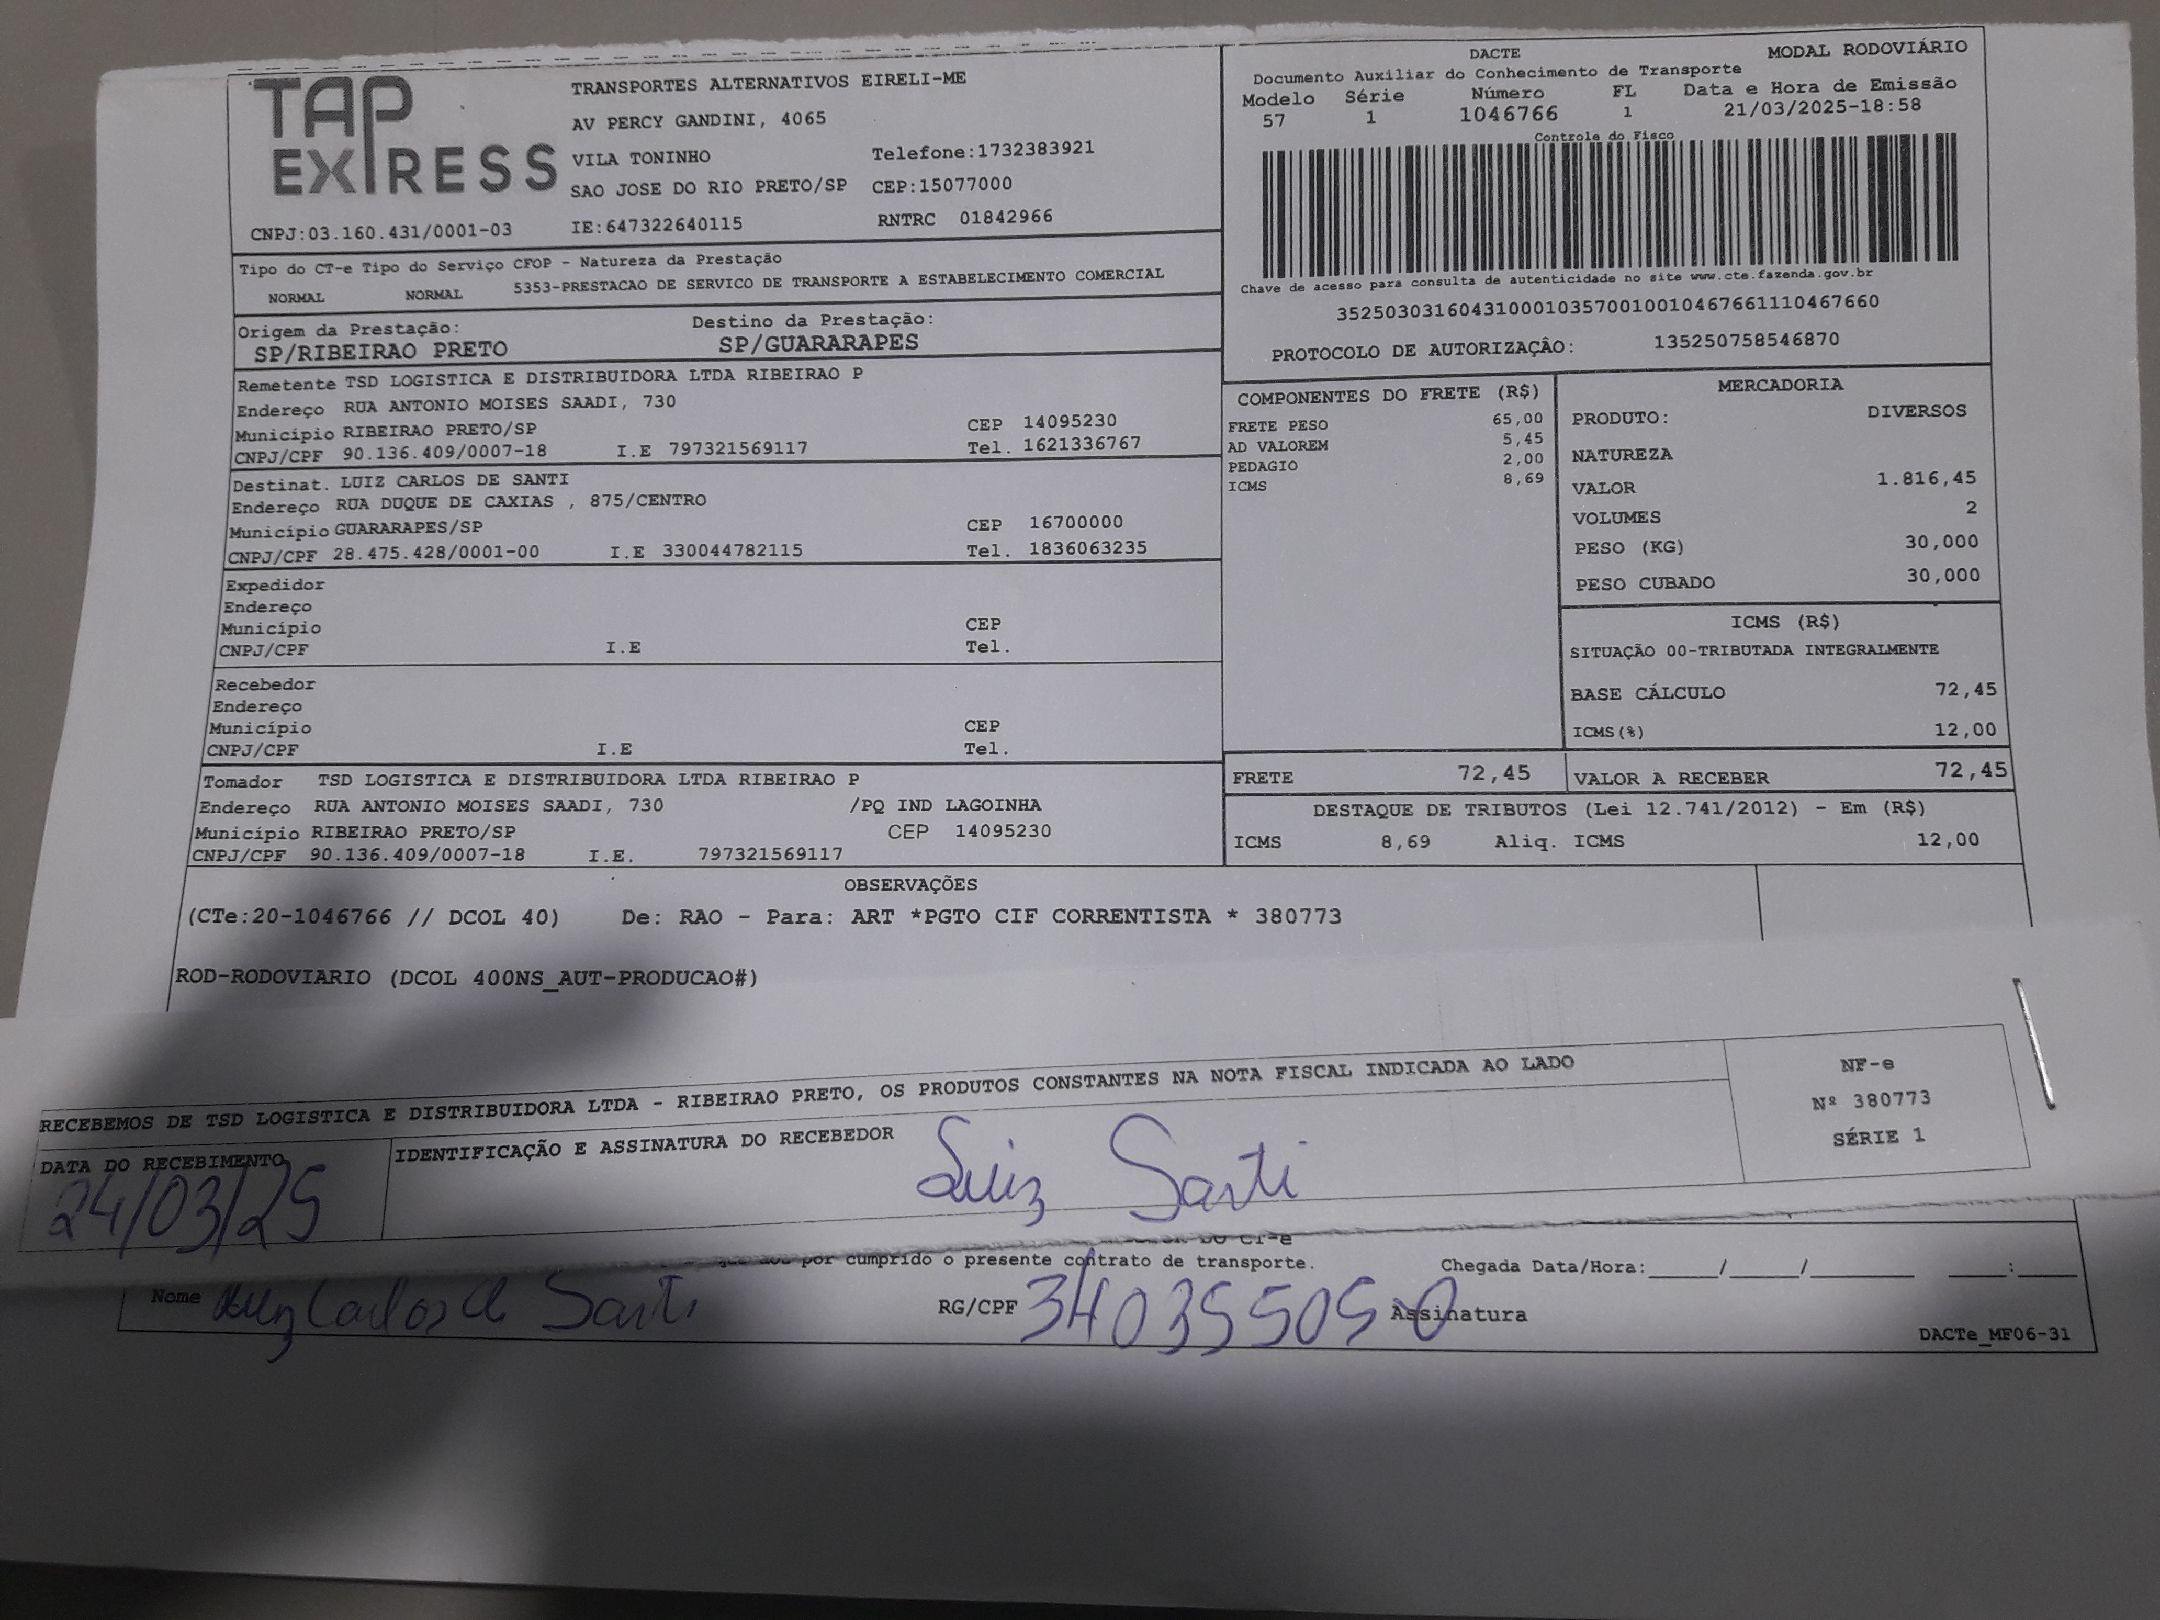 TAP EXPRESS
TRANSPORTES ALTERNATIVOS EIRELI-ME
AV PERCY GANDINI, 4065
VILA TONINHO Telefone:1732383921
SAO JOSE DO RIO PRETO/SP CEP:15077000
CNPJ:03.160.431/0001-03 IE:647322640115 RNTRC 01842966
DACTE MODAL RODOVIÁRIO
Documento Auxiliar do Conhecimento de Transporte
Modelo Série Número FL Data e Hora de Emissão
57 1 1046766 1 21/03/2025-18:58
Controle do Fisco
Chave de acesso para consulta de autenticidade no site www.cte.fazenda.gov.br
35250303160431000103570010010467661110467660
PROTOCOLO DE AUTORIZAÇÂO: 135250758546870
Tipo do CT-e Tipo do Serviço CFOP - Natureza da Prestação
NORMAL NORMAL 5353-PRESTACAO DE SERVICO DE TRANSPORTE A ESTABELECIMENTO COMERCIAL
Origem da Prestação: Destino da Prestação:
SP/RIBEIRAO PRETO SP/GUARARAPES
Remetente TSD LOGISTICA E DISTRIBUIDORA LTDA RIBEIRAO P
Endereço RUA ANTONIO MOISES SAADI, 730
Município RIBEIRAO PRETO/SP CEP 14095230
CNPJ/CPF 90.136.409/0007-18 I.E 797321569117 Tel. 1621336767
Destinat. LUIZ CARLOS DE SANTI
Endereço RUA DUQUE DE CAXIAS , 875/CENTRO
Município GUARARAPES/SP CEP 16700000
CNPJ/CPF 28.475.428/0001-00 I.E 330044782115 Tel. 1836063235
Expedidor
Endereço
Município CEP
CNPJ/CPF I.E Tel.
Recebedor
Endereço
Município CEP
CNPJ/CPF I.E Tel.
Tomador TSD LOGISTICA E DISTRIBUIDORA LTDA RIBEIRAO P
Endereço RUA ANTONIO MOISES SAADI, 730 /PQ IND LAGOINHA
Município RIBEIRAO PRETO/SP CEP 14095230
CNPJ/CPF 90.136.409/0007-18 I.E. 797321569117
COMPONENTES DO FRETE (R$)
FRETE PESO 65,00
AD VALOREM 5,45
PEDAGIO 2,00
ICMS 8,69
MERCADORIA
PRODUTO: DIVERSOS
NATUREZA
VALOR 1.816,45
VOLUMES 2
PESO (KG) 30,000
PESO CUBADO 30,000
ICMS (R$)
SITUAÇÃO 00-TRIBUTADA INTEGRALMENTE
BASE CÁLCULO 72,45
ICMS(%) 12,00
FRETE 72,45 VALOR A RECEBER 72,45
DESTAQUE DE TRIBUTOS (Lei 12.741/2012) - Em (R$)
ICMS 8,69 Aliq. ICMS 12,00
OBSERVAÇÕES
(CTe:20-1046766 // DCOL 40) De: RAO - Para: ART *PGTO CIF CORRENTISTA * 380773
ROD-RODOVIARIO (DCOL 400NS_AUT-PRODUCAO#)
RECEBEMOS DE TSD LOGISTICA E DISTRIBUIDORA LTDA - RIBEIRAO PRETO, OS PRODUTOS CONSTANTES NA NOTA FISCAL INDICADA AO LADO
NF-e
Nº 380773
SÉRIE 1
DATA DO RECEBIMENTO IDENTIFICAÇÃO E ASSINATURA DO RECEBEDOR
24/03/25 Luiz Santi
DO CT-e
por cumprido o presente contrato de transporte. Chegada Data/Hora:____/____/______ ___:___
Nome Luiz Carlos d Santi RG/CPF 34035505-0 Assinatura
DACTe_MF06-31